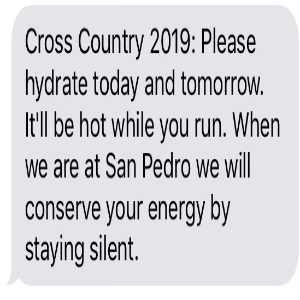 Cross Country 2019: Please
hydrate today and tomorrow.
It'll be hot while you run. When
we are at San Pedro we will
conserve your energy by
staying silent.